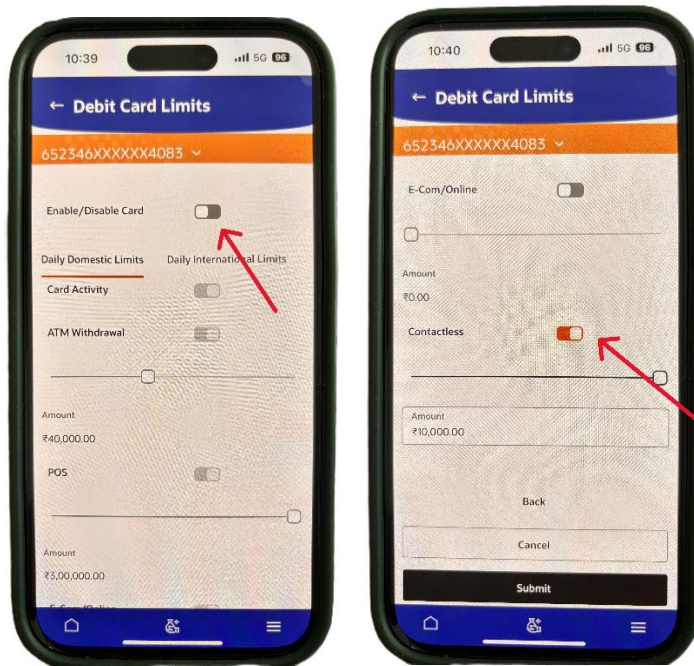 10:39
5G 96
← Debit Card Limits
652346XXXXXX4083
Enable/Disable Card
Daily Domestic Limits Daily International Limits
Card Activity
ATM Withdrawal
Amount
₹40,000.00
POS
Amount
₹3,00,000.00
E-Com/Online
10:40
5G 96
← Debit Card Limits
652346XXXXXX4083
E-Com/Online
Amount
₹0.00
Contactless
Amount
₹10,000.00
Back
Cancel
Submit